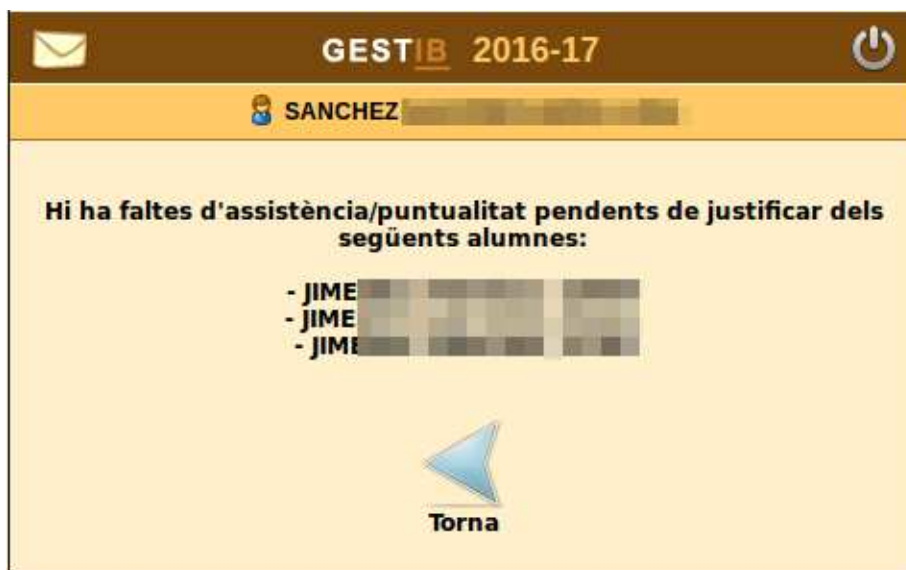 GESTIB 2016-17
SANCHEZ
Hi ha faltes d'assistència/puntualitat pendents de justificar dels
següents alumnes:
- JIME
- JIME
- JIME
Torna